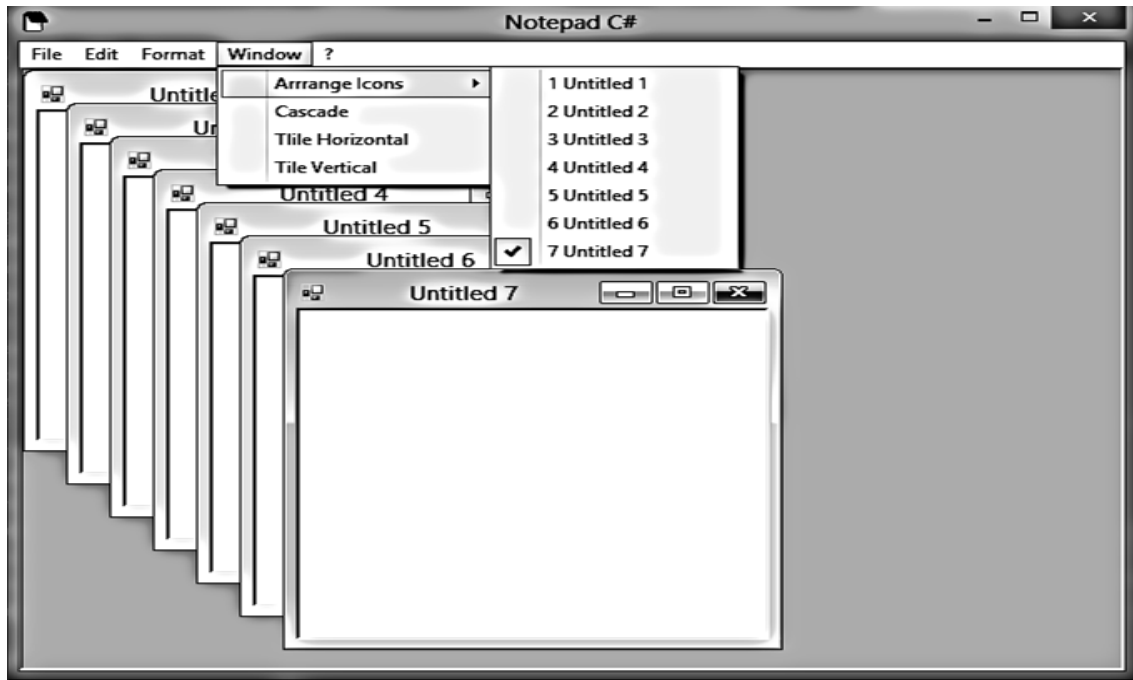 Notepad C#
File Edit Format Window ?
Arrrange Icons
Cascade
Tlile Horizontal
Tile Vertical
1 Untitled 1
2 Untitled 2
3 Untitled 3
4 Untitled 4
5 Untitled 5
6 Untitled 6
7 Untitled 7
Untitle
Un
Untitled 4
Untitled 5
Untitled 6
Untitled 7